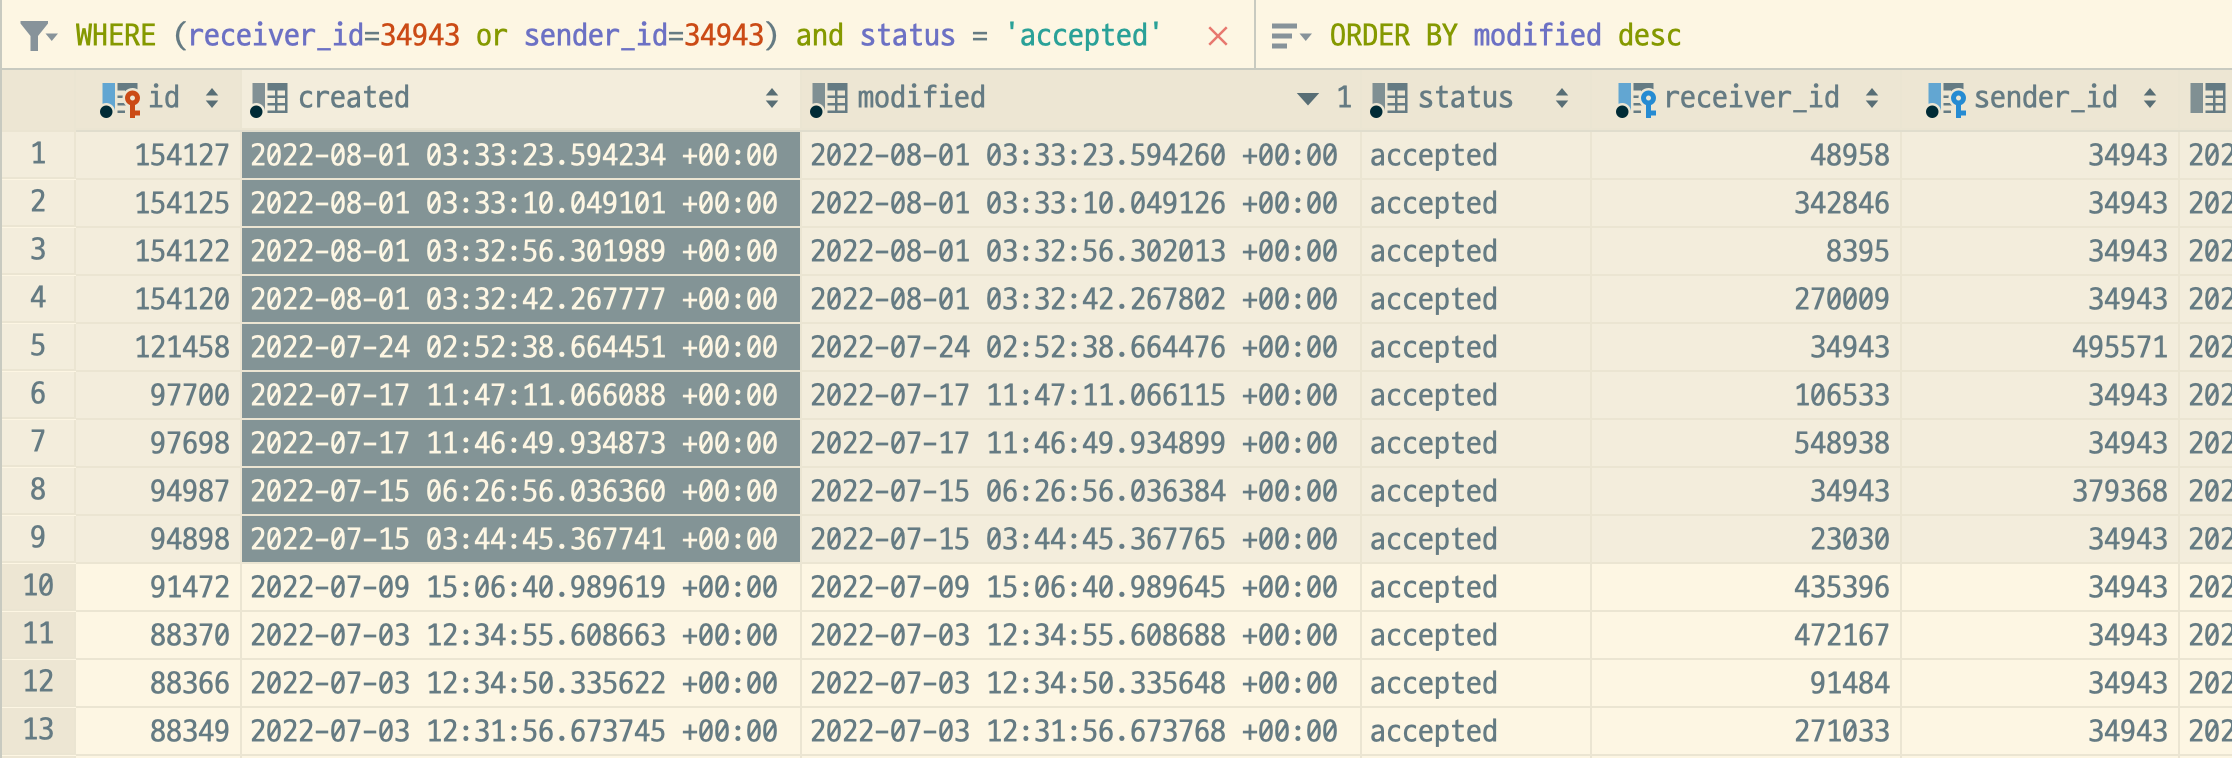 WHERE (receiver_id=34943 or sender_id=34943) and status = 'accepted' ORDER BY modified desc
id created modified 1 status receiver_id sender_id
1 154127 2022-08-01 03:33:23.594234 +00:00 2022-08-01 03:33:23.594260 +00:00 accepted 48958 34943 202
2 154125 2022-08-01 03:33:10.049101 +00:00 2022-08-01 03:33:10.049126 +00:00 accepted 342846 34943 202
3 154122 2022-08-01 03:32:56.301989 +00:00 2022-08-01 03:32:56.302013 +00:00 accepted 8395 34943 202
4 154120 2022-08-01 03:32:42.267777 +00:00 2022-08-01 03:32:42.267802 +00:00 accepted 270009 34943 202
5 121458 2022-07-24 02:52:38.664451 +00:00 2022-07-24 02:52:38.664476 +00:00 accepted 34943 495571 202
6 97700 2022-07-17 11:47:11.066088 +00:00 2022-07-17 11:47:11.066115 +00:00 accepted 106533 34943 202
7 97698 2022-07-17 11:46:49.934873 +00:00 2022-07-17 11:46:49.934899 +00:00 accepted 548938 34943 202
8 94987 2022-07-15 06:26:56.036360 +00:00 2022-07-15 06:26:56.036384 +00:00 accepted 34943 379368 202
9 94898 2022-07-15 03:44:45.367741 +00:00 2022-07-15 03:44:45.367765 +00:00 accepted 23030 34943 202
10 91472 2022-07-09 15:06:40.989619 +00:00 2022-07-09 15:06:40.989645 +00:00 accepted 435396 34943 202
11 88370 2022-07-03 12:34:55.608663 +00:00 2022-07-03 12:34:55.608688 +00:00 accepted 472167 34943 202
12 88366 2022-07-03 12:34:50.335622 +00:00 2022-07-03 12:34:50.335648 +00:00 accepted 91484 34943 202
13 88349 2022-07-03 12:31:56.673745 +00:00 2022-07-03 12:31:56.673768 +00:00 accepted 271033 34943 202